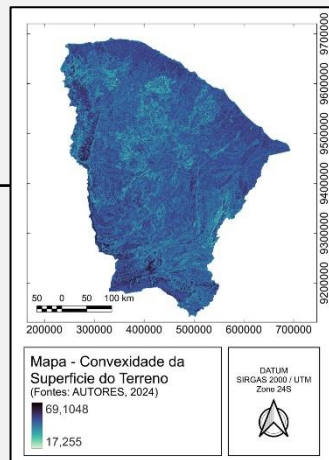 9700000
9600000
9500000
9400000
9300000
9200000
50 0 50 100 km
200000 300000 400000 500000 600000 700000
Mapa - Convexidade da
Superficie do Terreno
(Fontes: AUTORES, 2024)
69,1048
17,255
DATUM
SIRGAS 2000 / UTM
Zone 24S